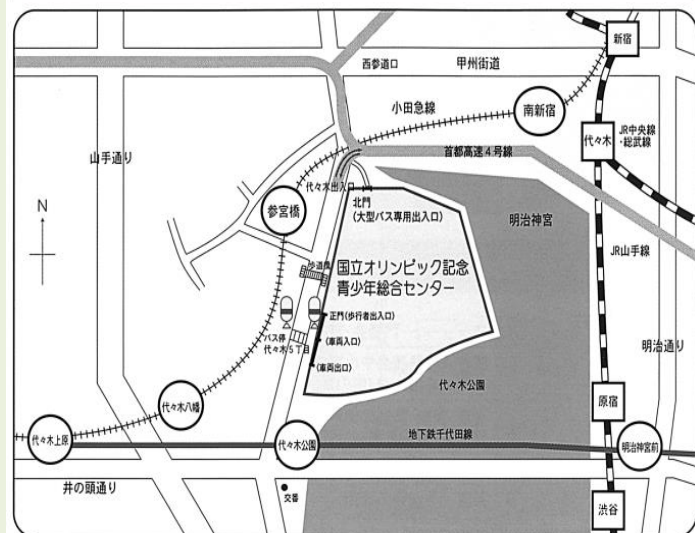 新宿
西参道口
甲州街道
小田急線
南新宿
代々木
JR中央線
・総武線
山手通り
首都高速4号線
代々木出入口
参宮橋
北門
(大型バス専用出入口)
明治神宮
N
国立オリンピック記念
青少年総合センター
JR山手線
歩道橋
正門(歩行者出入口)
バス停
代々木5丁目
(車両入口)
(車両出口)
明治通り
代々木公園
代々木八幡
原宿
代々木上原
代々木公園
地下鉄千代田線
明治神宮前
井の頭通り
交番
渋谷